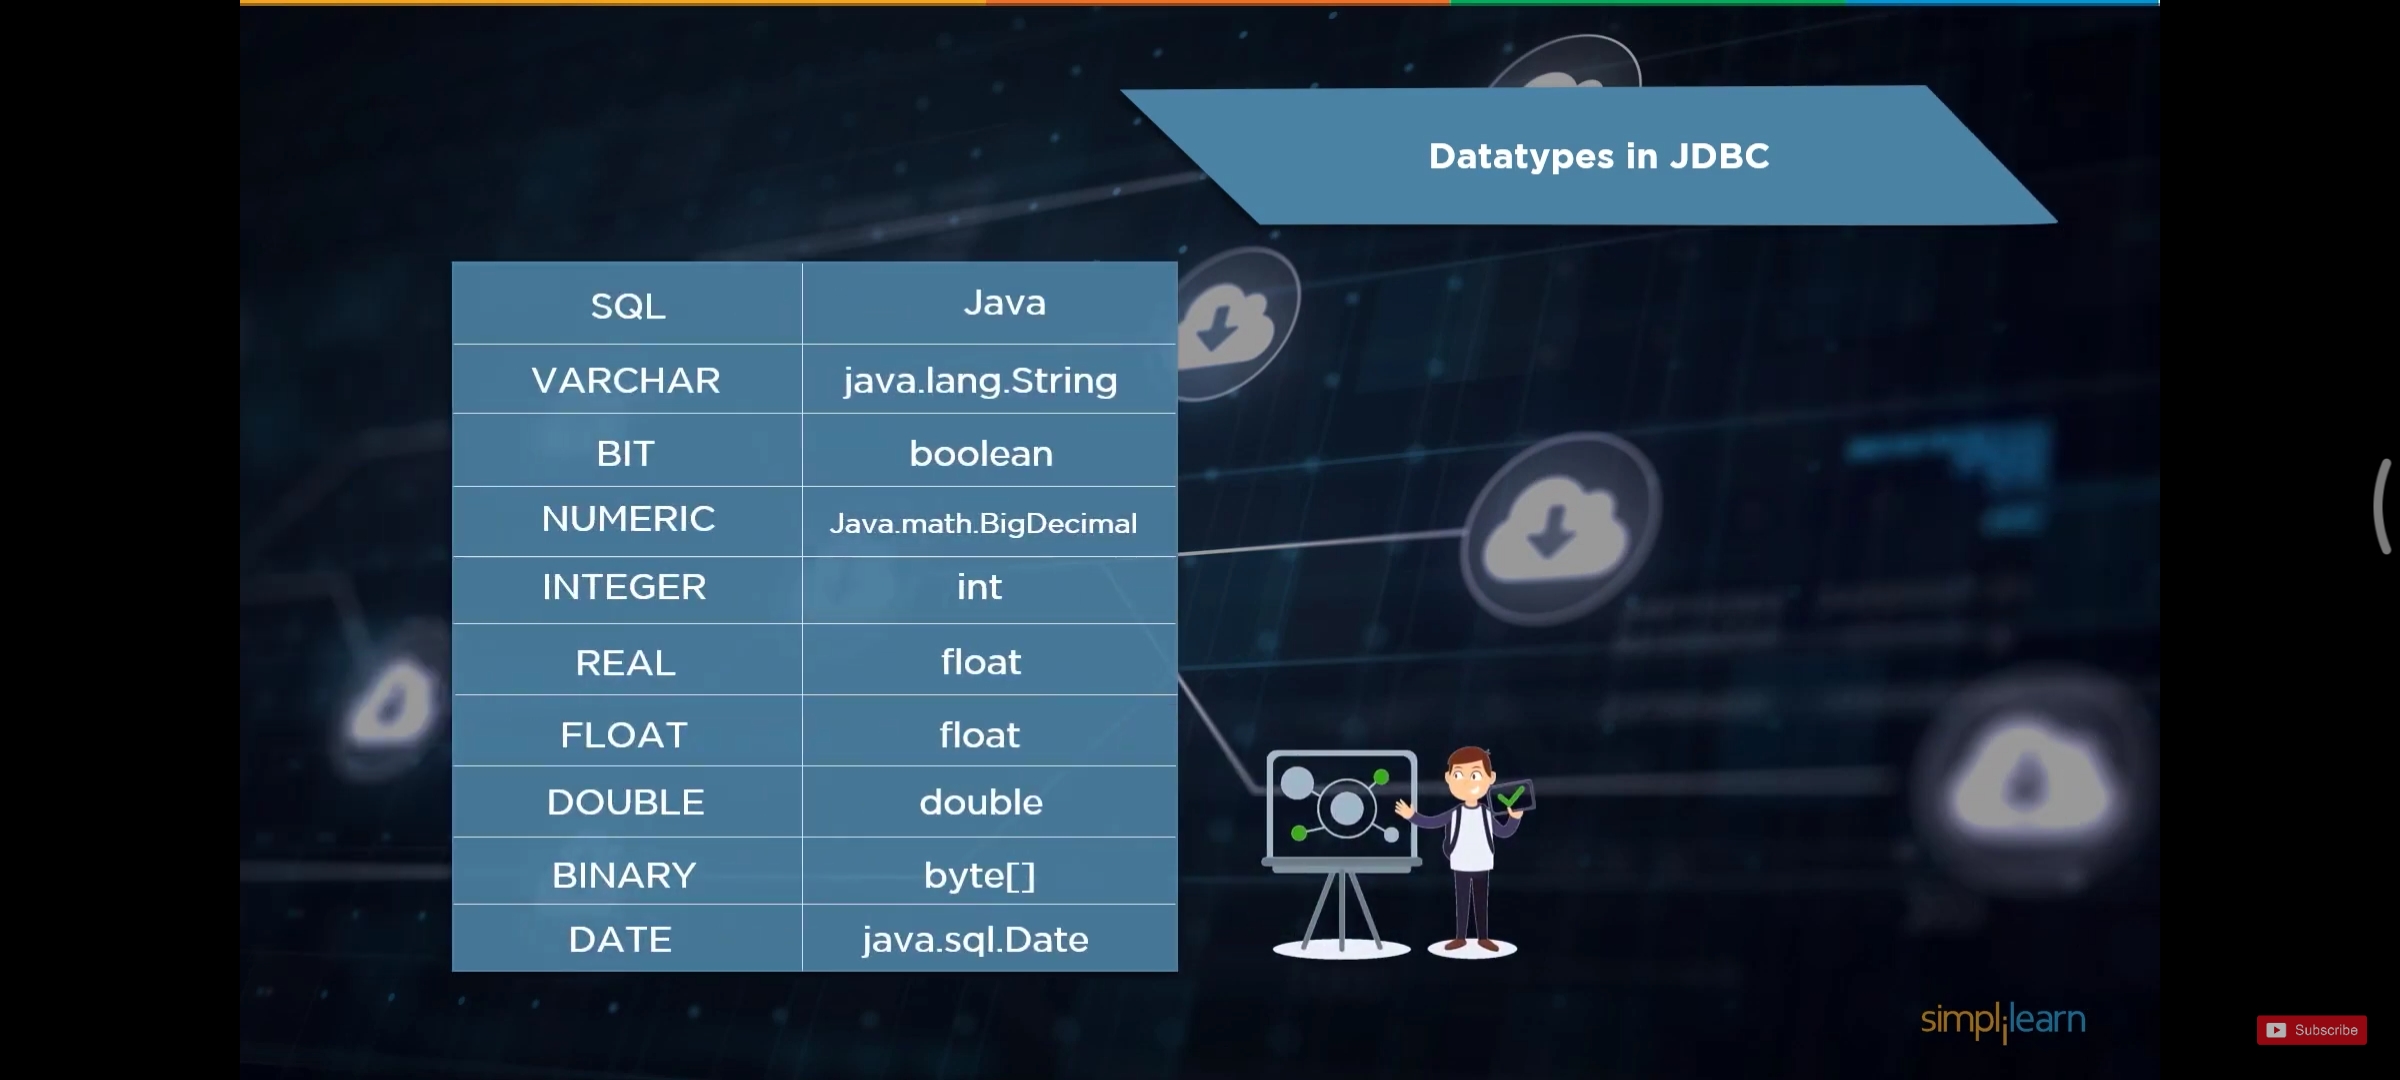 Datatypes in JDBC
SQL Java
VARCHAR java.lang.String
BIT boolean
NUMERIC Java.math.BigDecimal
INTEGER int
REAL float
FLOAT float
DOUBLE double
BINARY byte[]
DATE java.sql.Date
simplilearn
Subscribe